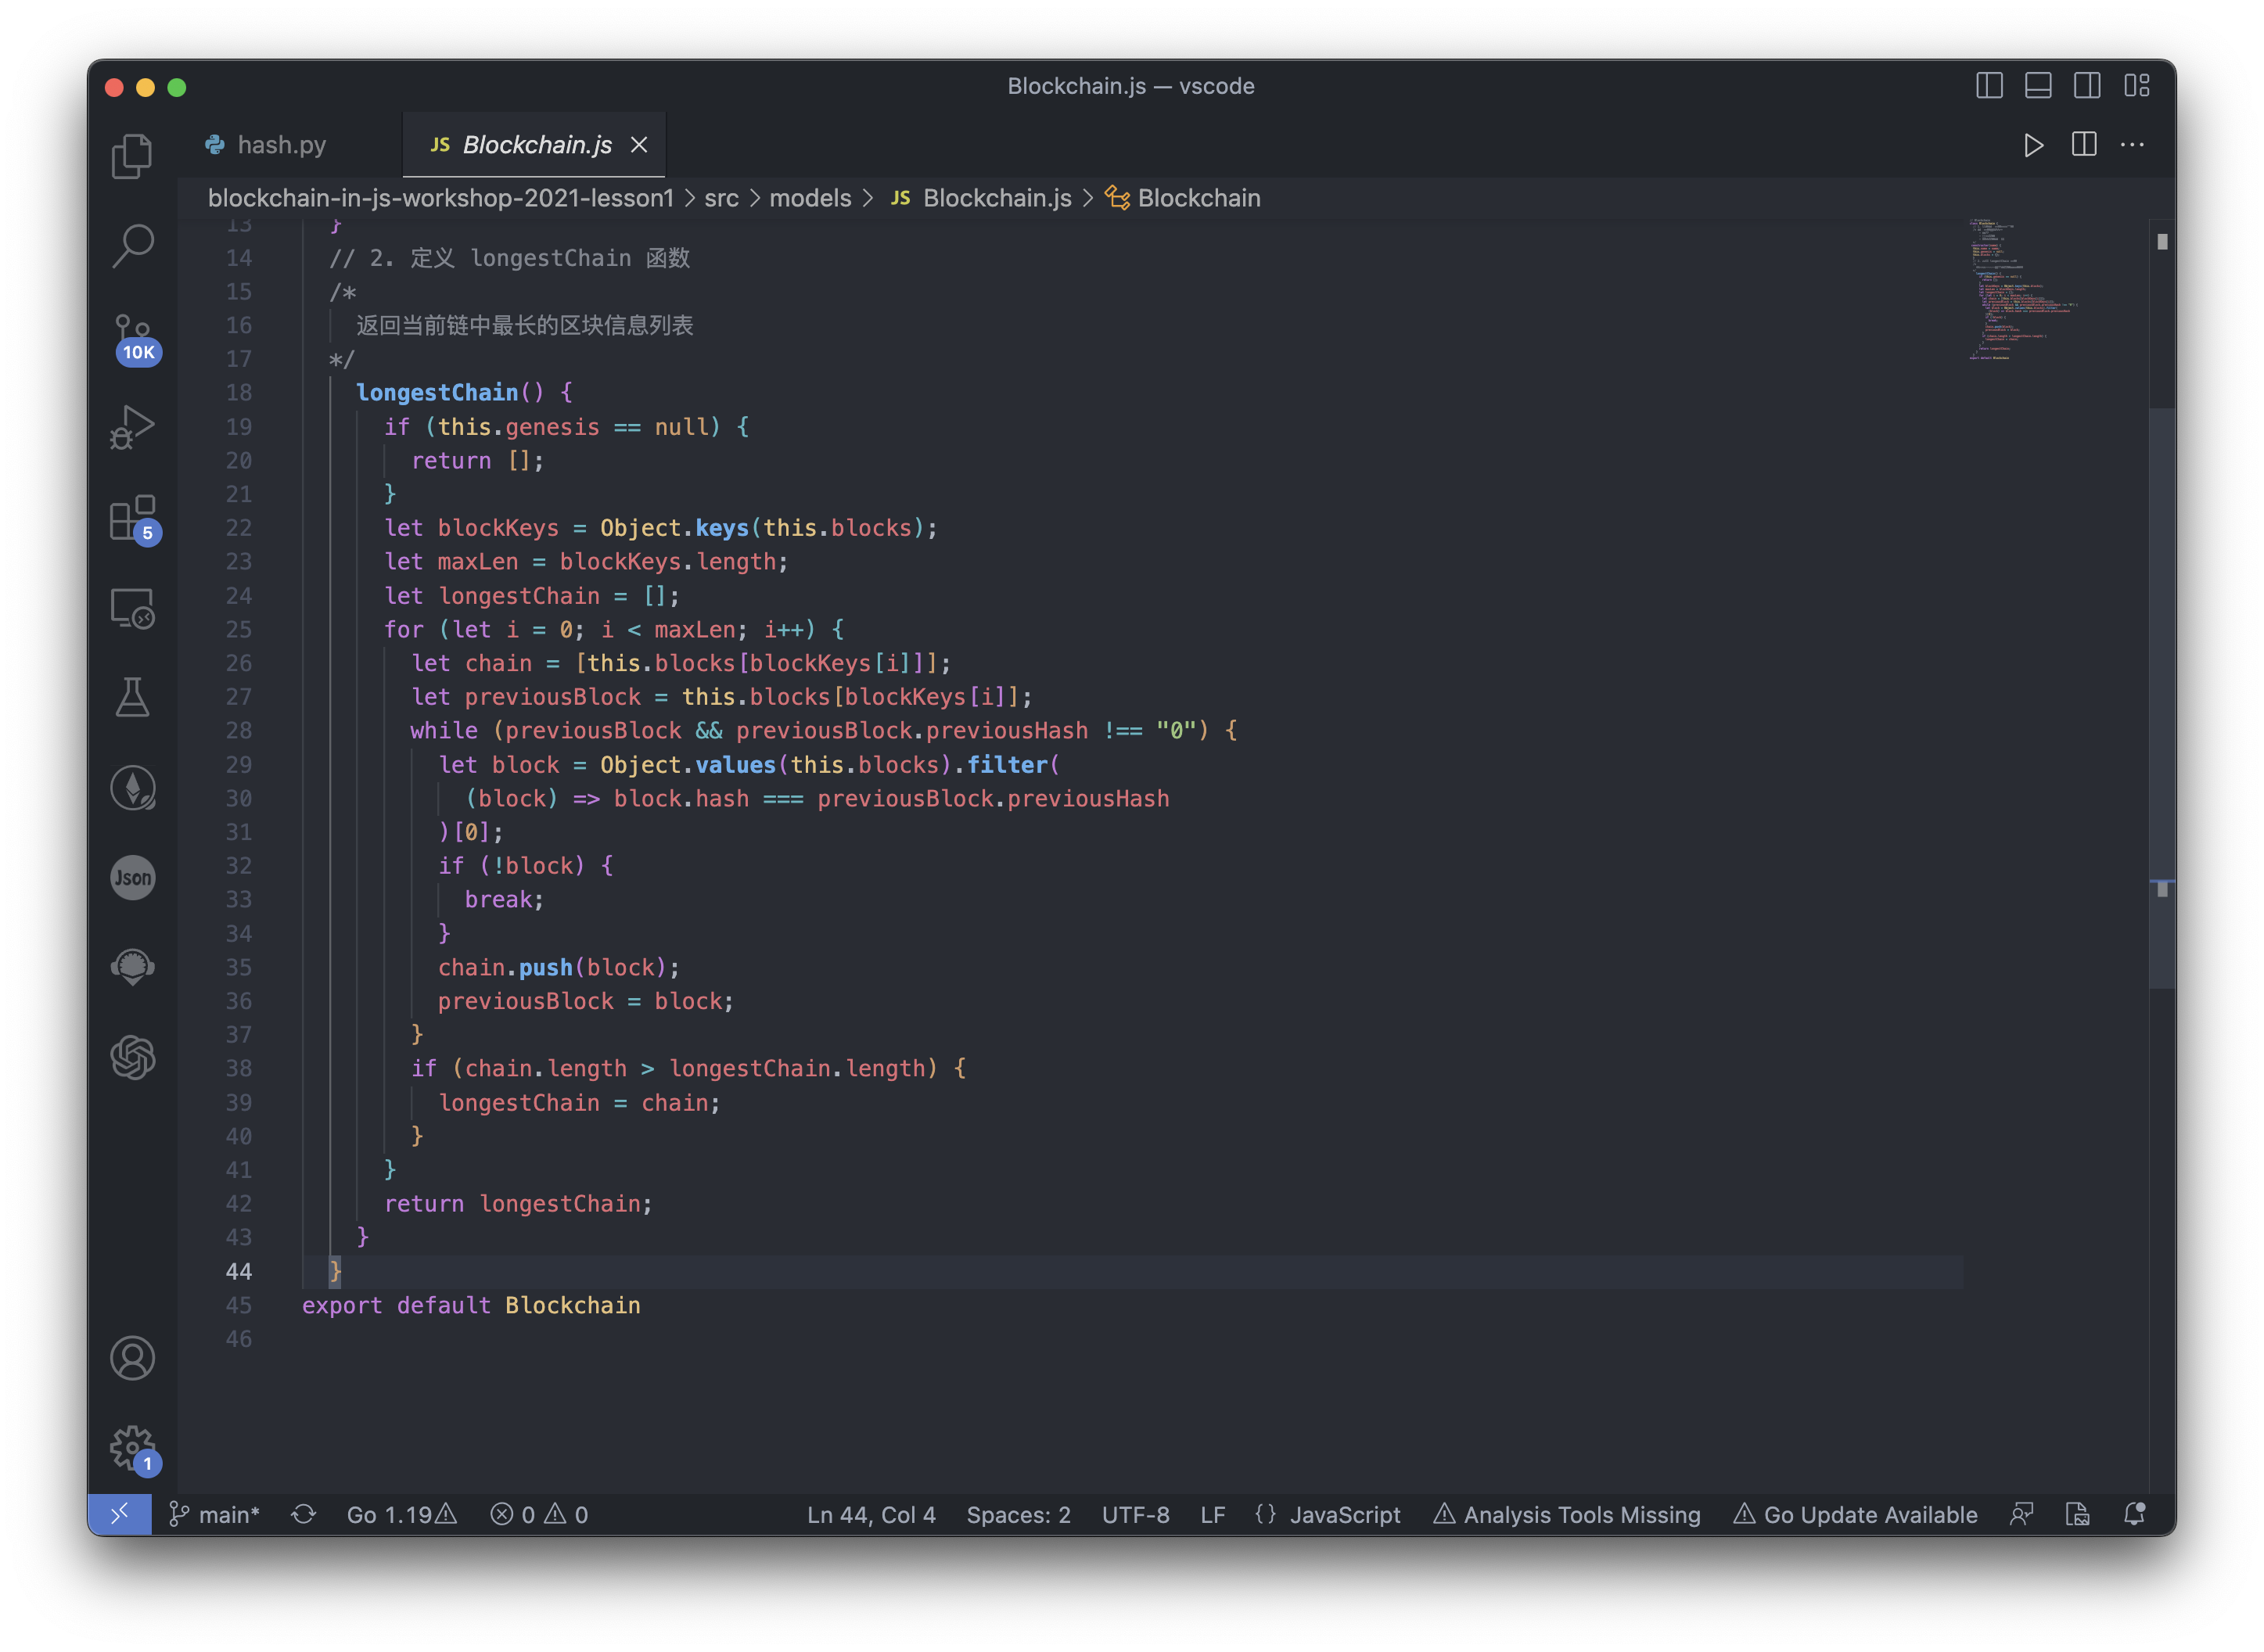 Blockchain.js — vscode
hash.py
JS Blockchain.js
blockchain-in-js-workshop-2021-lesson1 > src > models > JS Blockchain.js > Blockchain
13 }
14 // 2. 定义 longestChain 函数
15 /*
16 返回当前链中最长的区块信息列表
17 */
18 longestChain() {
19 if (this.genesis == null) {
20 return [];
21 }
22 let blockKeys = Object.keys(this.blocks);
23 let maxLen = blockKeys.length;
24 let longestChain = [];
25 for (let i = 0; i < maxLen; i++) {
26 let chain = [this.blocks[blockKeys[i]]];
27 let previousBlock = this.blocks[blockKeys[i]];
28 while (previousBlock && previousBlock.previousHash !== "0") {
29 let block = Object.values(this.blocks).filter(
30 (block) => block.hash === previousBlock.previousHash
31 )[0];
32 if (!block) {
33 break;
34 }
35 chain.push(block);
36 previousBlock = block;
37 }
38 if (chain.length > longestChain.length) {
39 longestChain = chain;
40 }
41 }
42 return longestChain;
43 }
44 }
45 export default Blockchain
46
10K
5
Json
1
main* Go 1.19 0 0 Ln 44, Col 4 Spaces: 2 UTF-8 LF {} JavaScript Analysis Tools Missing Go Update Available